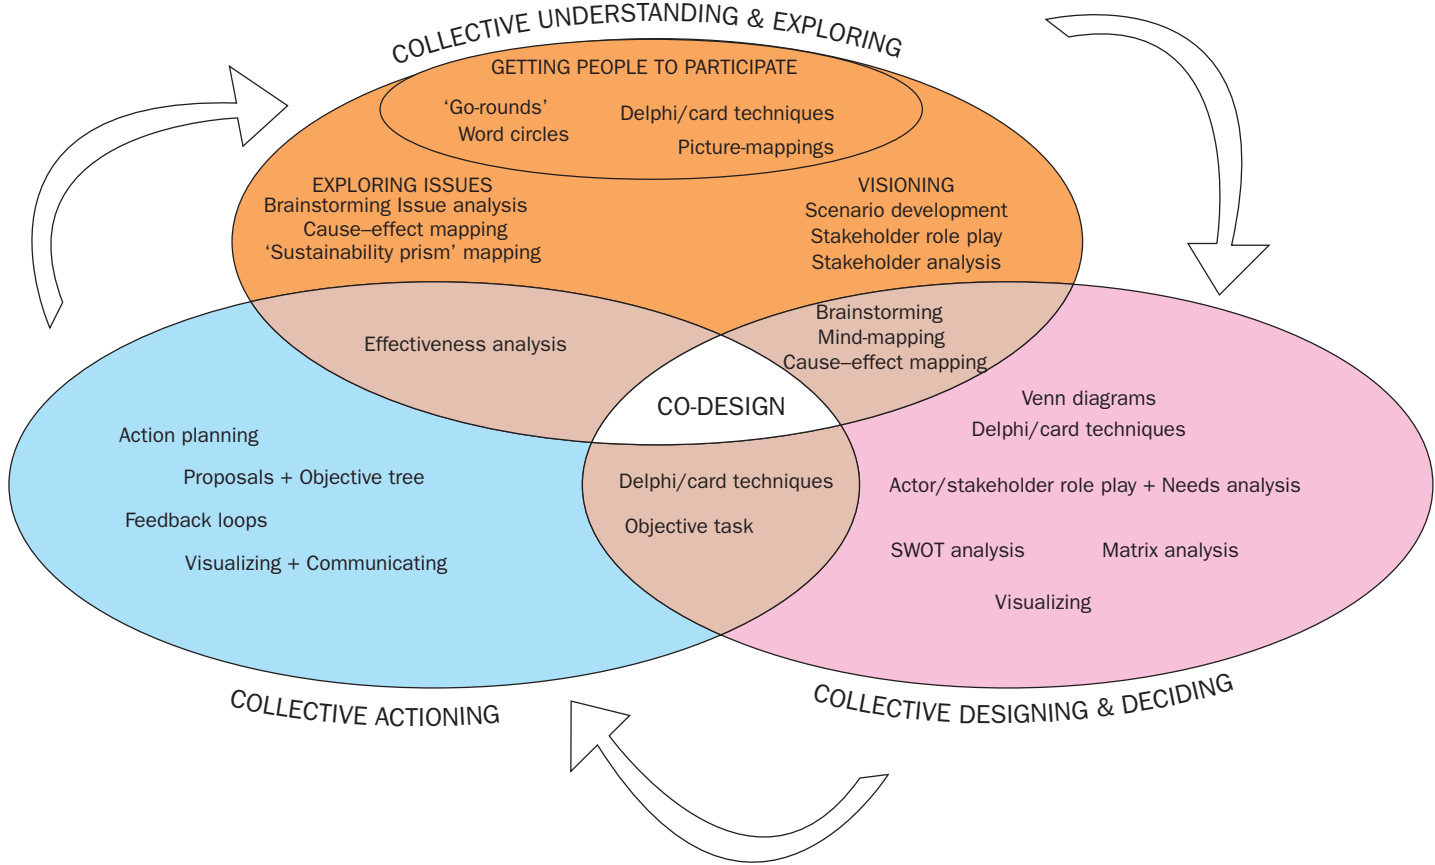 COLLECTIVE UNDERSTANDING & EXPLORING
GETTING PEOPLE TO PARTICIPATE
‘Go-rounds’
Word circles
Delphi/card techniques
Picture-mappings
EXPLORING ISSUES
Brainstorming Issue analysis
Cause–effect mapping
‘Sustainability prism’ mapping
VISIONING
Scenario development
Stakeholder role play
Stakeholder analysis
Effectiveness analysis
Brainstorming
Mind-mapping
Cause–effect mapping
CO-DESIGN
Action planning
Proposals + Objective tree
Feedback loops
Visualizing + Communicating
Delphi/card techniques
Objective task
Venn diagrams
Delphi/card techniques
Actor/stakeholder role play + Needs analysis
SWOT analysis
Matrix analysis
Visualizing
COLLECTIVE ACTIONING
COLLECTIVE DESIGNING & DECIDING